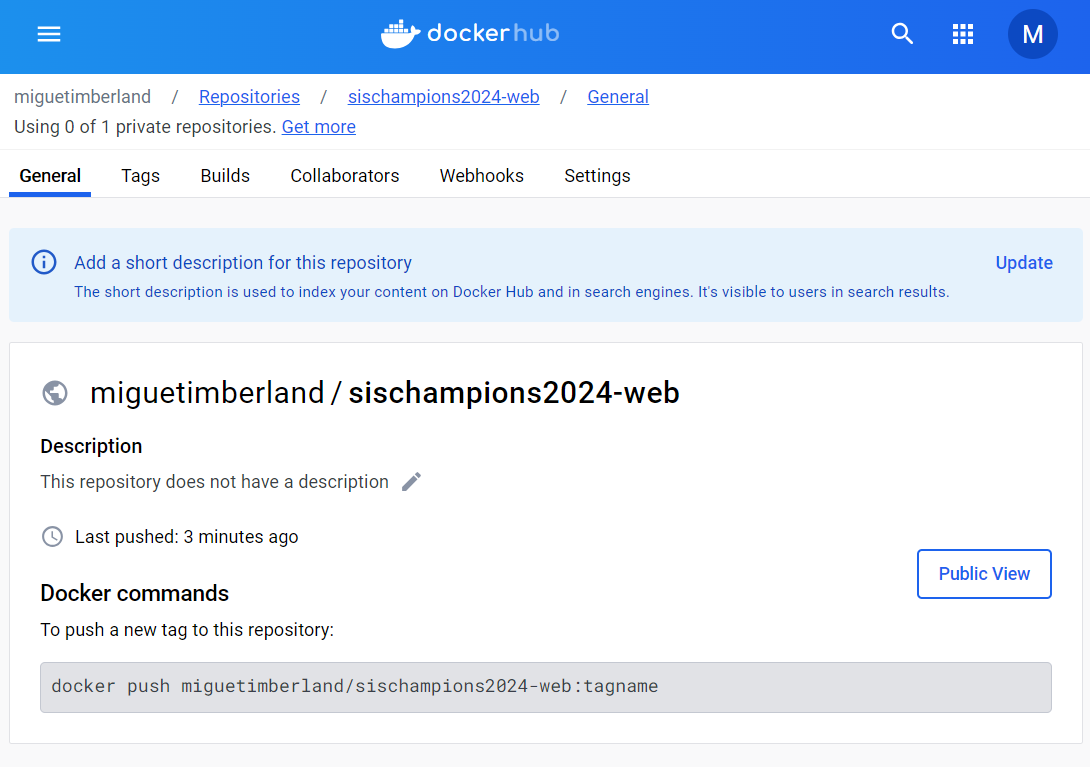 dockerhub
M
miguetimberland / Repositories / sischampions2024-web / General
Using 0 of 1 private repositories. Get more
General Tags Builds Collaborators Webhooks Settings
Add a short description for this repository Update
The short description is used to index your content on Docker Hub and in search engines. It's visible to users in search results.
miguetimberland / sischampions2024-web
Description
This repository does not have a description
Last pushed: 3 minutes ago
Public View
Docker commands
To push a new tag to this repository:
docker push miguetimberland/sischampions2024-web:tagname